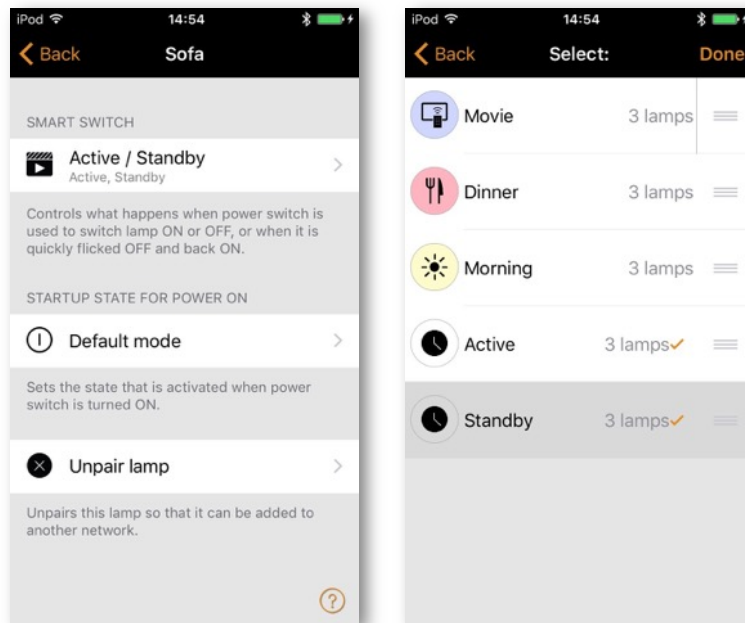 iPod 14:54
Back Sofa
SMART SWITCH
Active / Standby
Active, Standby
Controls what happens when power switch is
used to switch lamp ON or OFF, or when it is
quickly flicked OFF and back ON.
STARTUP STATE FOR POWER ON
Default mode
Sets the state that is activated when power
switch is turned ON.
Unpair lamp
Unpairs this lamp so that it can be added to
another network.
?
iPod 14:54
Back Select: Done
Movie 3 lamps
Dinner 3 lamps
Morning 3 lamps
Active 3 lamps
Standby 3 lamps